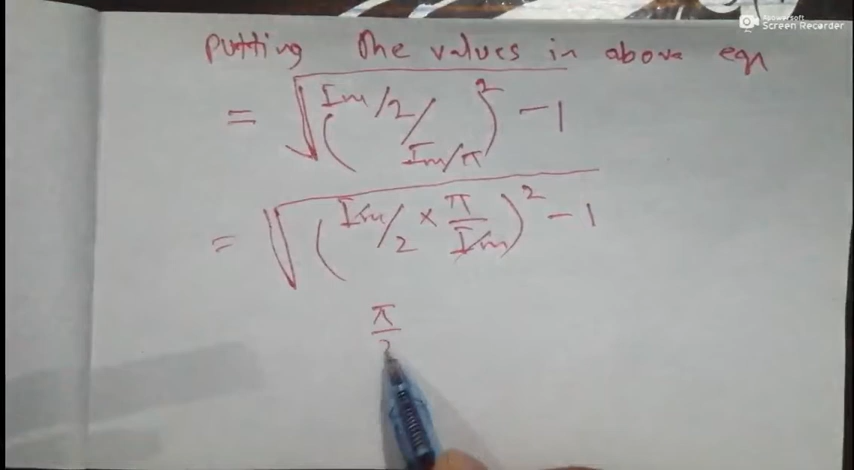 Apowersoft
Screen Recorder
Putting the values in above eqn
= √(Im/2 / Im/π)² - 1
= √(Im/2 × π/Im)² - 1
π/2